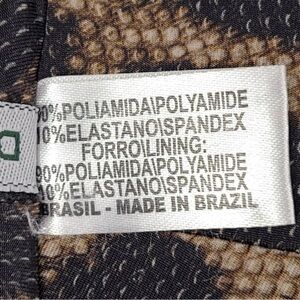 90%POLIAMIDA\POLYAMIDE
10%ELASTANO\SPANDEX
FORRO\LINING:
90%POLIAMIDA\POLYAMIDE
10%ELASTANO\SPANDEX
BRASIL - MADE IN BRAZIL
D